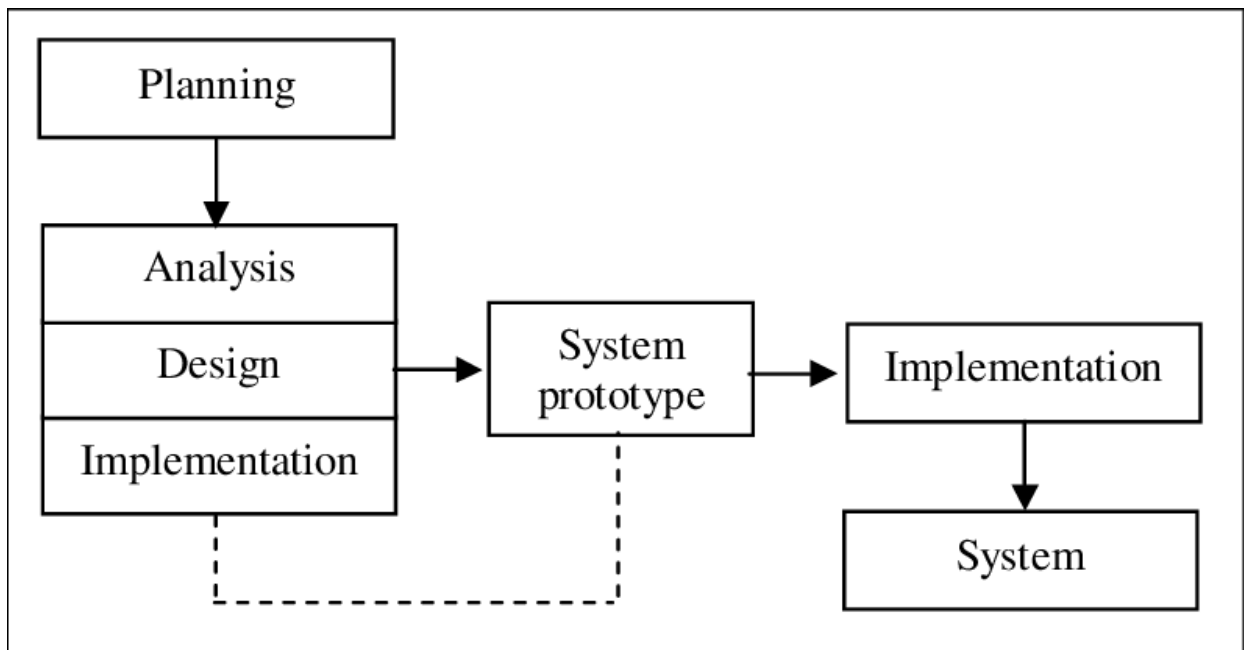 Planning
Analysis
Design
Implementation
System
prototype
Implementation
System